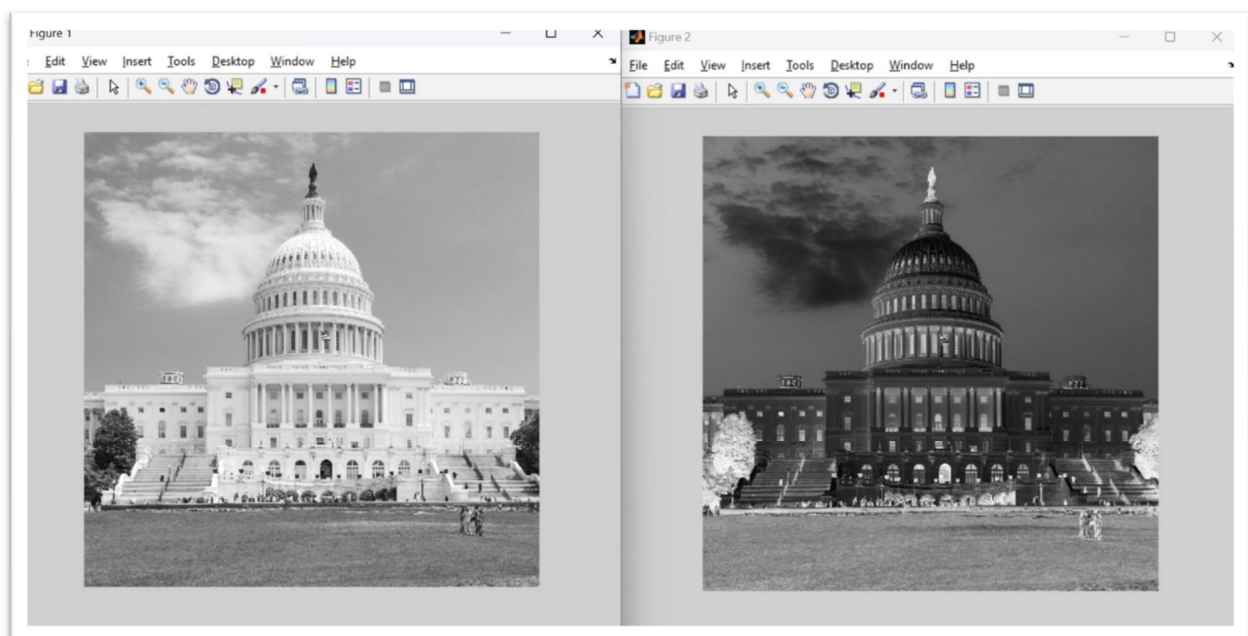 Figure 1
: Edit View Insert Tools Desktop Window Help
Figure 2
File Edit View Insert Tools Desktop Window Help